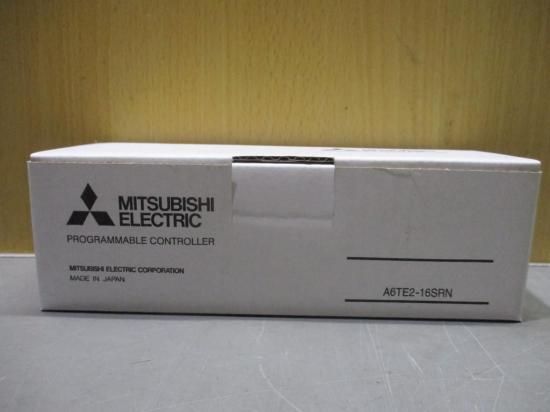 MITSUBISHI
ELECTRIC
PROGRAMMABLE CONTROLLER
MITSUBISHI ELECTRIC CORPORATION
MADE IN JAPAN
A6TE2-16SRN